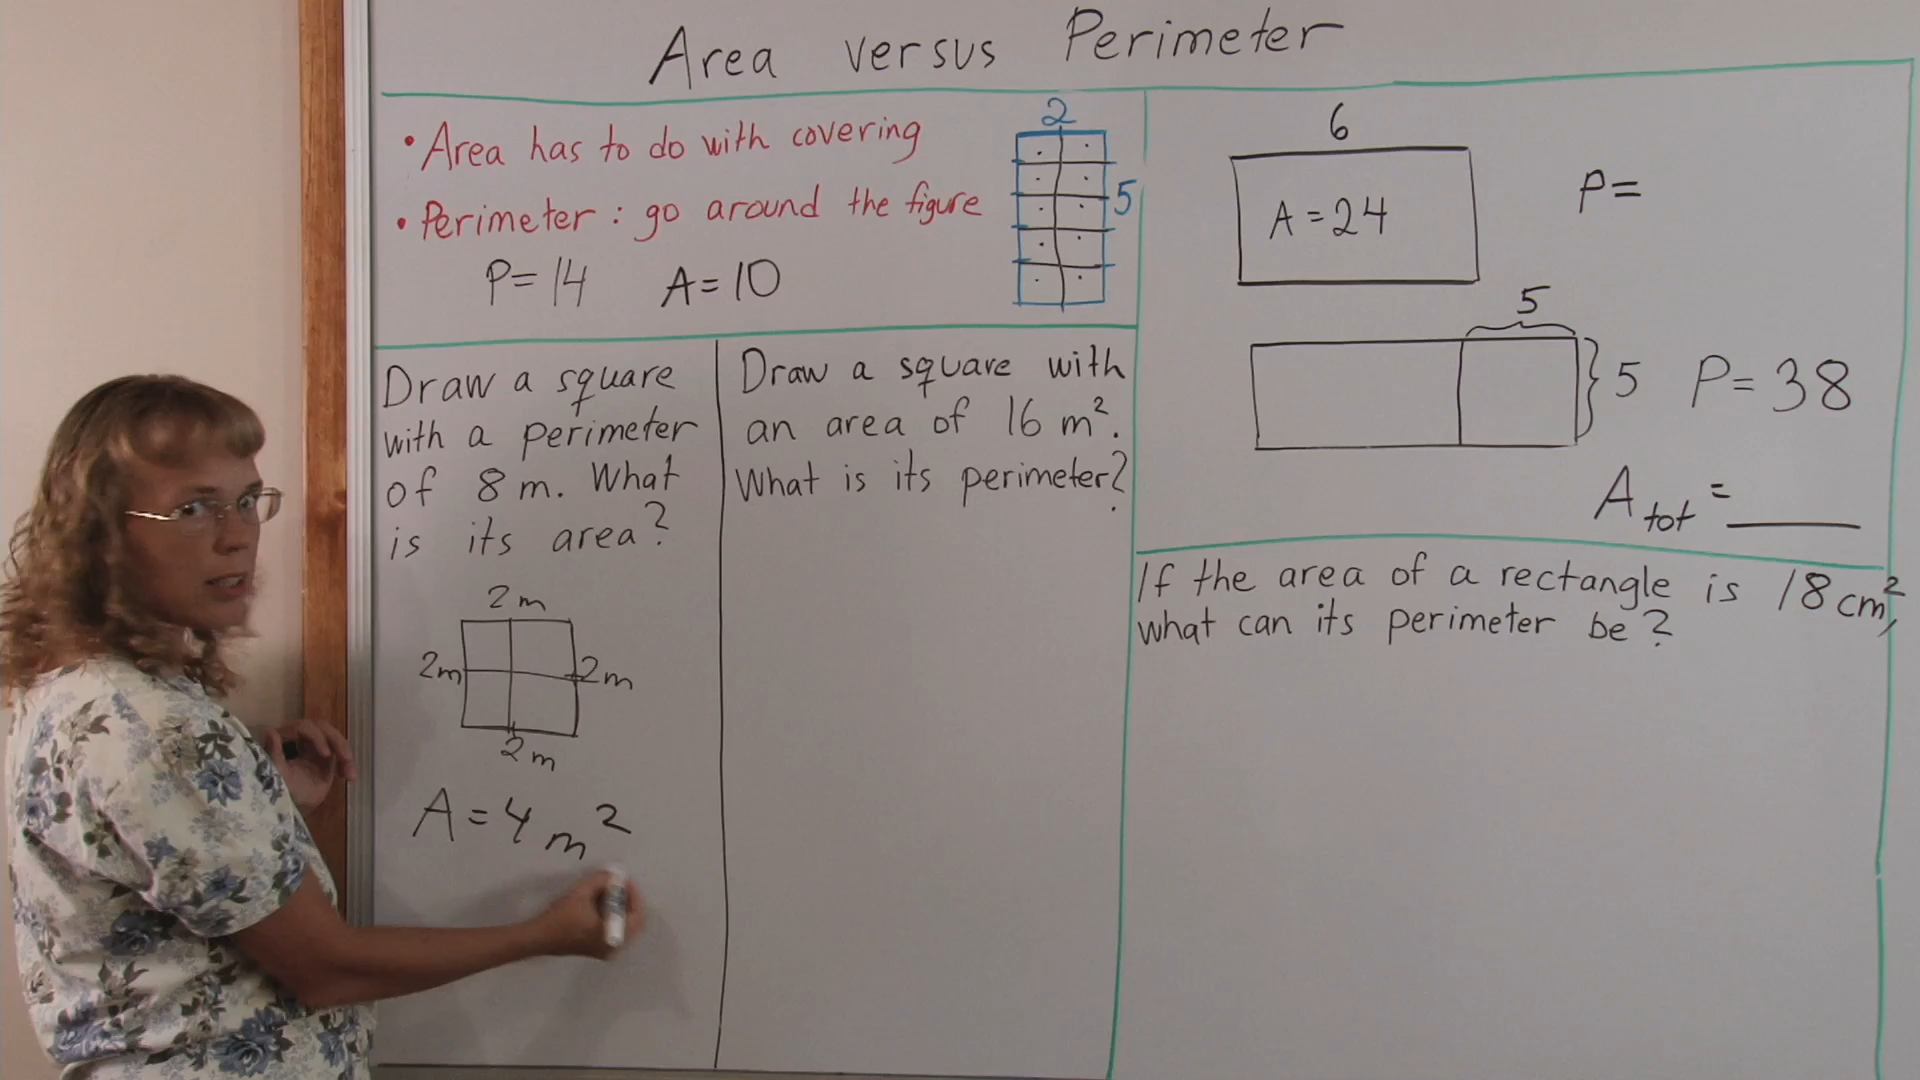 Area versus Perimeter
• Area has to do with covering
• Perimeter: go around the figure
P=14 A=10
2
5
Draw a square
with a perimeter
of 8 m. What
is its area?
2m
2m
2m
2m
A=4 m²
Draw a square with
an area of 16 m².
What is its perimeter?
6
A=24
P=
5
5
P=38
A tot =
If the area of a rectangle is 18 cm²,
what can its perimeter be?